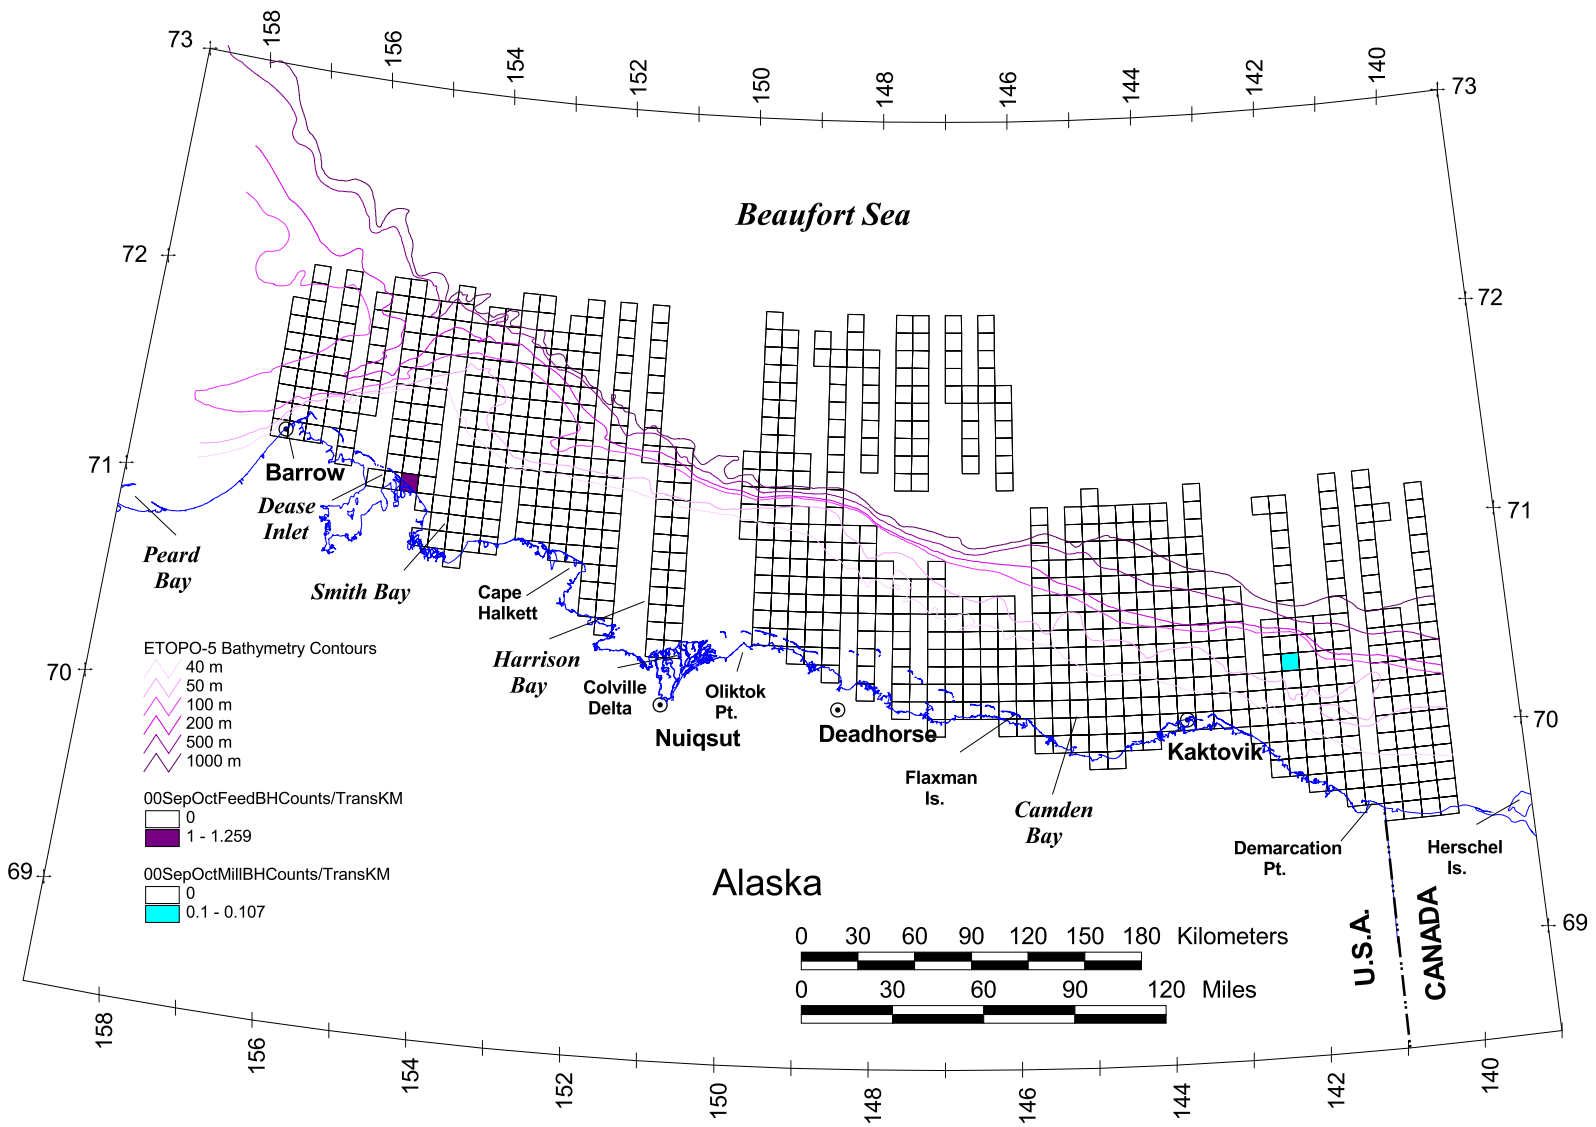 158
156
154
152
150
148
146
144
142
140
73
73
Beaufort Sea
72
72
71
71
Barrow
Dease
Inlet
Peard
Bay
Smith Bay
Cape
Halkett
Harrison
Bay
Colville
Delta
Oliktok
Pt.
Nuiqsut
Deadhorse
Flaxman
Is.
Camden
Bay
Kaktovik
Demarcation
Pt.
Herschel
Is.
70
70
ETOPO-5 Bathymetry Contours
40 m
50 m
100 m
200 m
500 m
1000 m
00SepOctFeedBHCounts/TransKM
0
1 - 1.259
00SepOctMillBHCounts/TransKM
0
0.1 - 0.107
69
69
Alaska
U.S.A.
CANADA
0 30 60 90 120 150 180 Kilometers
0 30 60 90 120 Miles
158
156
154
152
150
148
146
144
142
140